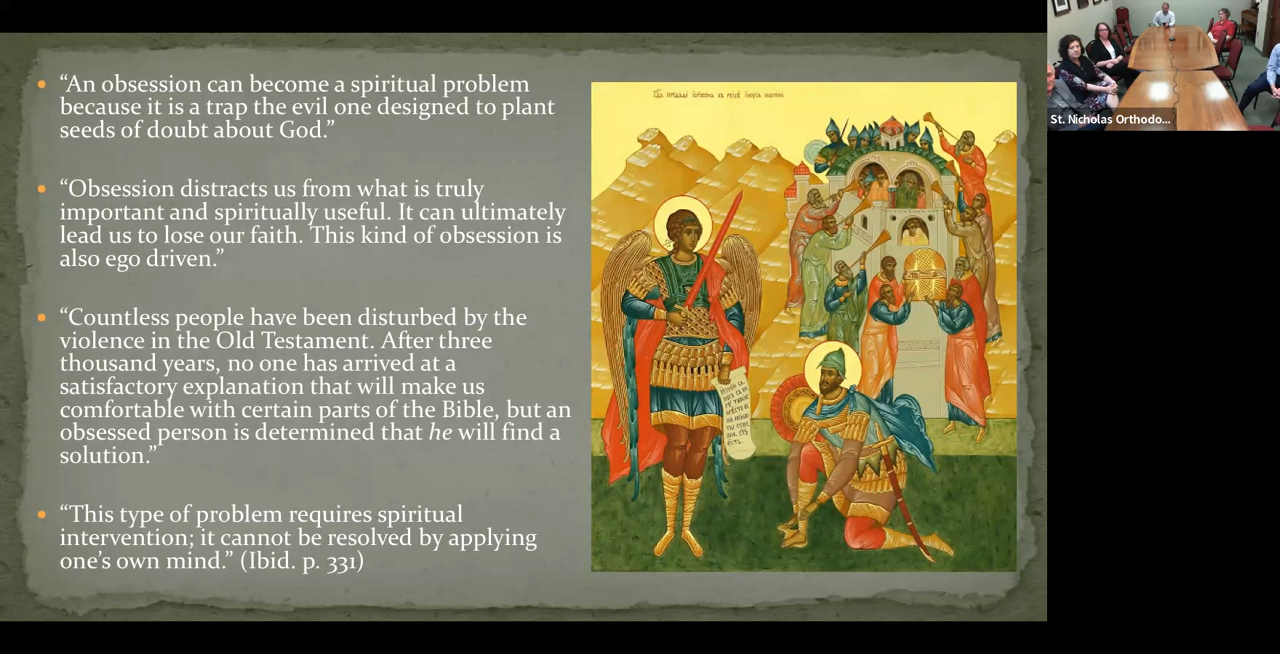 “An obsession can become a spiritual problem
because it is a trap the evil one designed to plant
seeds of doubt about God.”
“Obsession distracts us from what is truly
important and spiritually useful. It can ultimately
lead us to lose our faith. This kind of obsession is
also ego driven.”
“Countless people have been disturbed by the
violence in the Old Testament. After three
thousand years, no one has arrived at a
satisfactory explanation that will make us
comfortable with certain parts of the Bible, but an
obsessed person is determined that he will find a
solution.”
“This type of problem requires spiritual
intervention; it cannot be resolved by applying
one’s own mind.” (Ibid. p. 331)
St. Nicholas Orthodo...